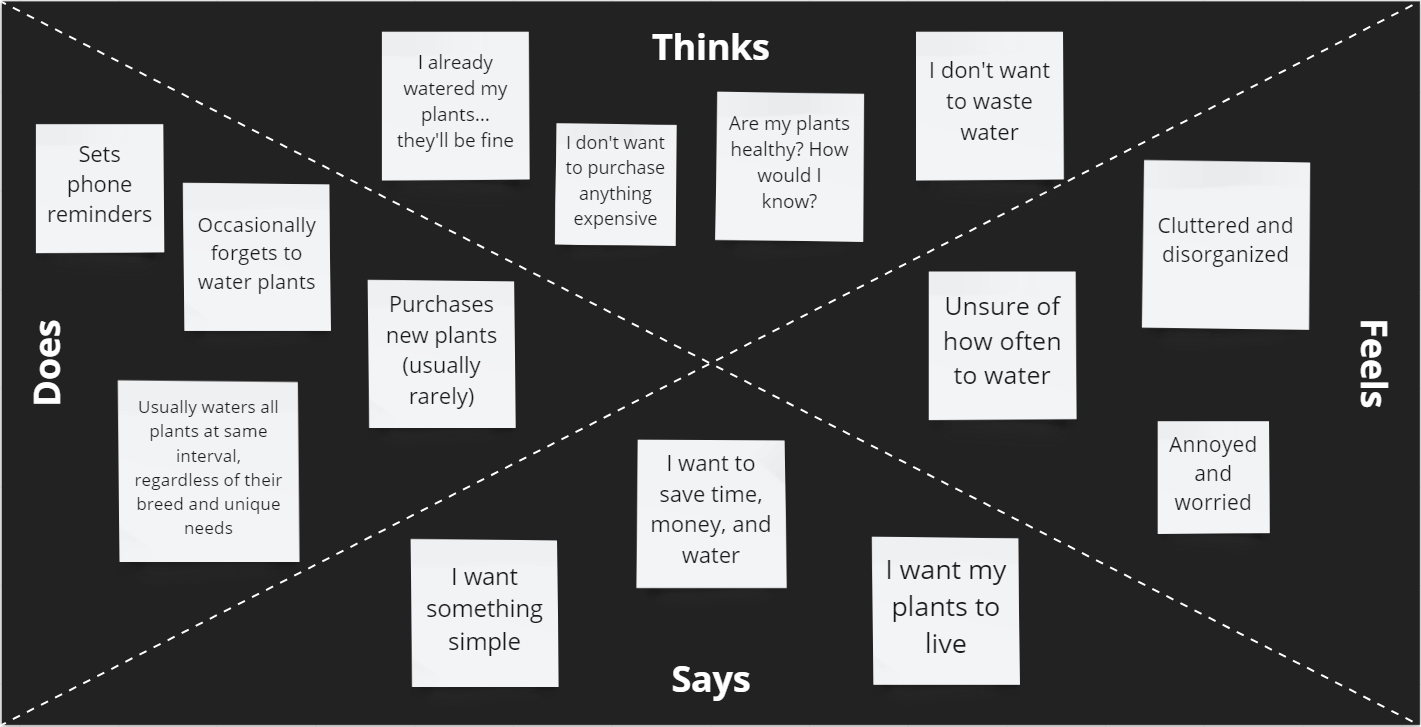 Thinks
I already
watered my
plants...
they'll be fine
I don't want
to purchase
anything
expensive
Are my plants
healthy? How
would I
know?
I don't want
to waste
water
Does
Sets
phone
reminders
Occasionally
forgets to
water plants
Purchases
new plants
(usually
rarely)
Usually waters all
plants at same
interval,
regardless of their
breed and unique
needs
Feels
Cluttered and
disorganized
Unsure of
how often
to water
Annoyed
and
worried
Says
I want
something
simple
I want to
save time,
money, and
water
I want my
plants to
live